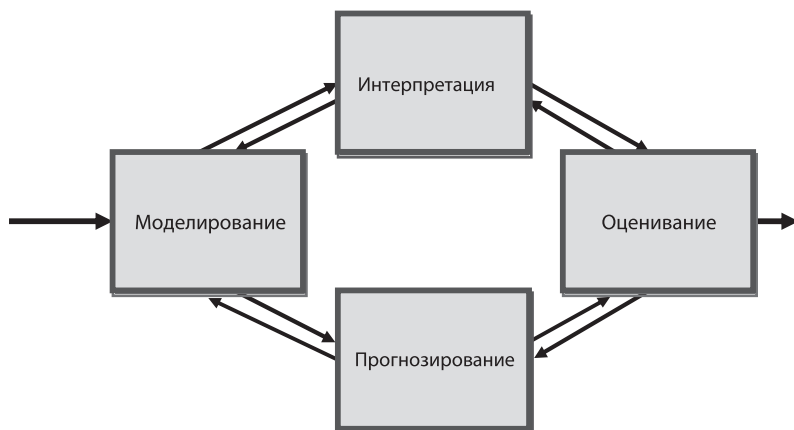 Интерпретация
Моделирование
Оценивание
Прогнозирование